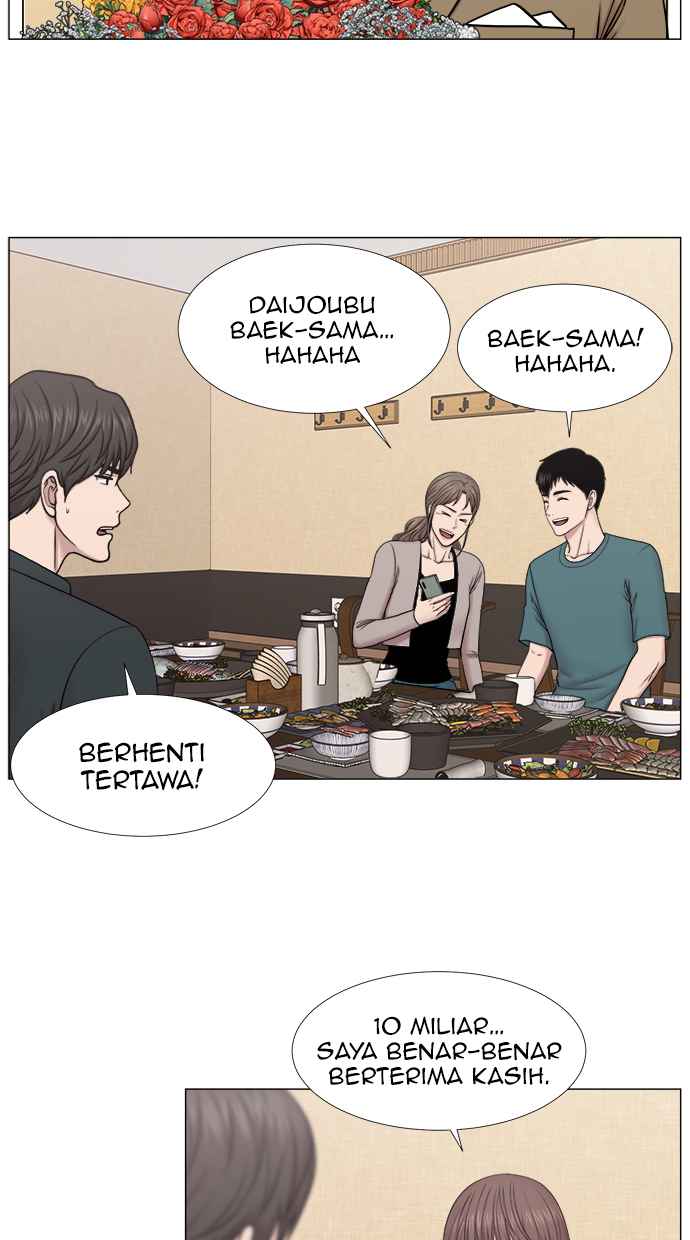 DAIJOUBU
BAEK-SAMA...
HAHAHA
BAEK-SAMA!
HAHAHA.
BERHENTI
TERTAWA!
10 MILIAR...
SAYA BENAR-BENAR
BERTERIMA KASIH.